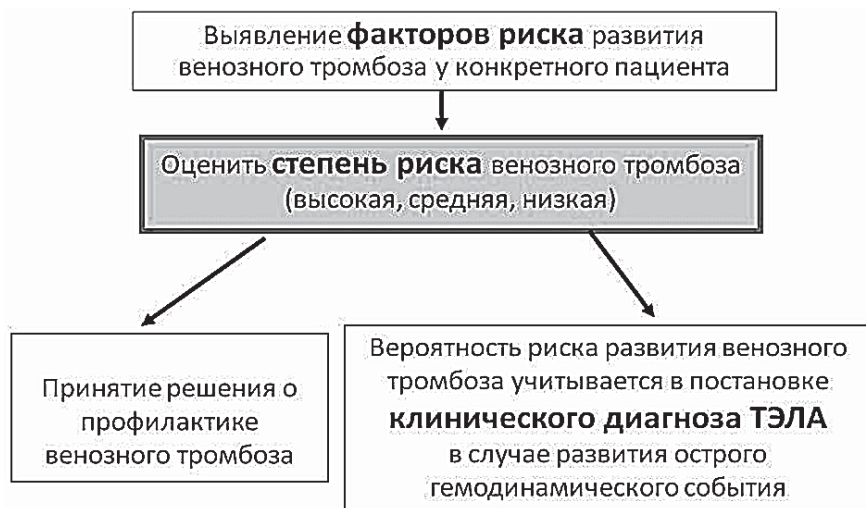 Выявление факторов риска развития
венозного тромбоза у конкретного пациента
Оценить степень риска венозного тромбоза
(высокая, средняя, низкая)
Принятие решения о
профилактике
венозного тромбоза
Вероятность риска развития венозного
тромбоза учитывается в постановке
клинического диагноза ТЭЛА
в случае развития острого
гемодинамического события